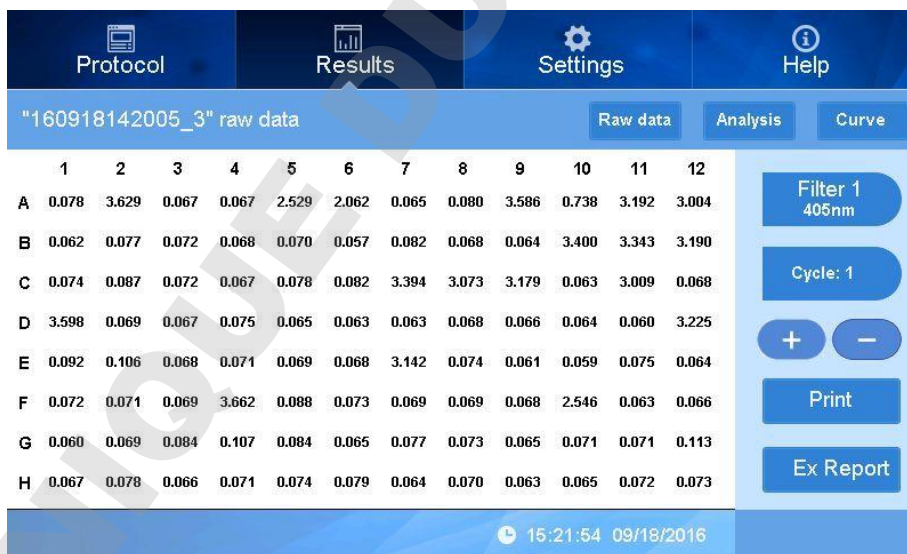 Protocol Results Settings Help
"160918142005_3" raw data Raw data Analysis Curve
1 2 3 4 5 6 7 8 9 10 11 12
A 0.078 3.629 0.067 0.067 2.529 2.062 0.065 0.080 3.586 0.738 3.192 3.004
B 0.062 0.077 0.072 0.068 0.070 0.057 0.082 0.068 0.064 3.400 3.343 3.190
C 0.074 0.087 0.072 0.067 0.078 0.082 3.394 3.073 3.179 0.063 3.009 0.068
D 3.598 0.069 0.067 0.075 0.065 0.063 0.063 0.068 0.066 0.064 0.060 3.225
E 0.092 0.106 0.068 0.071 0.069 0.068 3.142 0.074 0.061 0.059 0.075 0.064
F 0.072 0.071 0.069 3.662 0.088 0.073 0.069 0.069 0.068 2.546 0.063 0.066
G 0.060 0.069 0.084 0.107 0.084 0.065 0.077 0.073 0.065 0.071 0.071 0.113
H 0.067 0.078 0.066 0.071 0.074 0.079 0.064 0.070 0.063 0.065 0.072 0.073
Filter 1
405nm
Cycle: 1
+ −
Print
Ex Report
15:21:54 09/18/2016
NIQUE DU